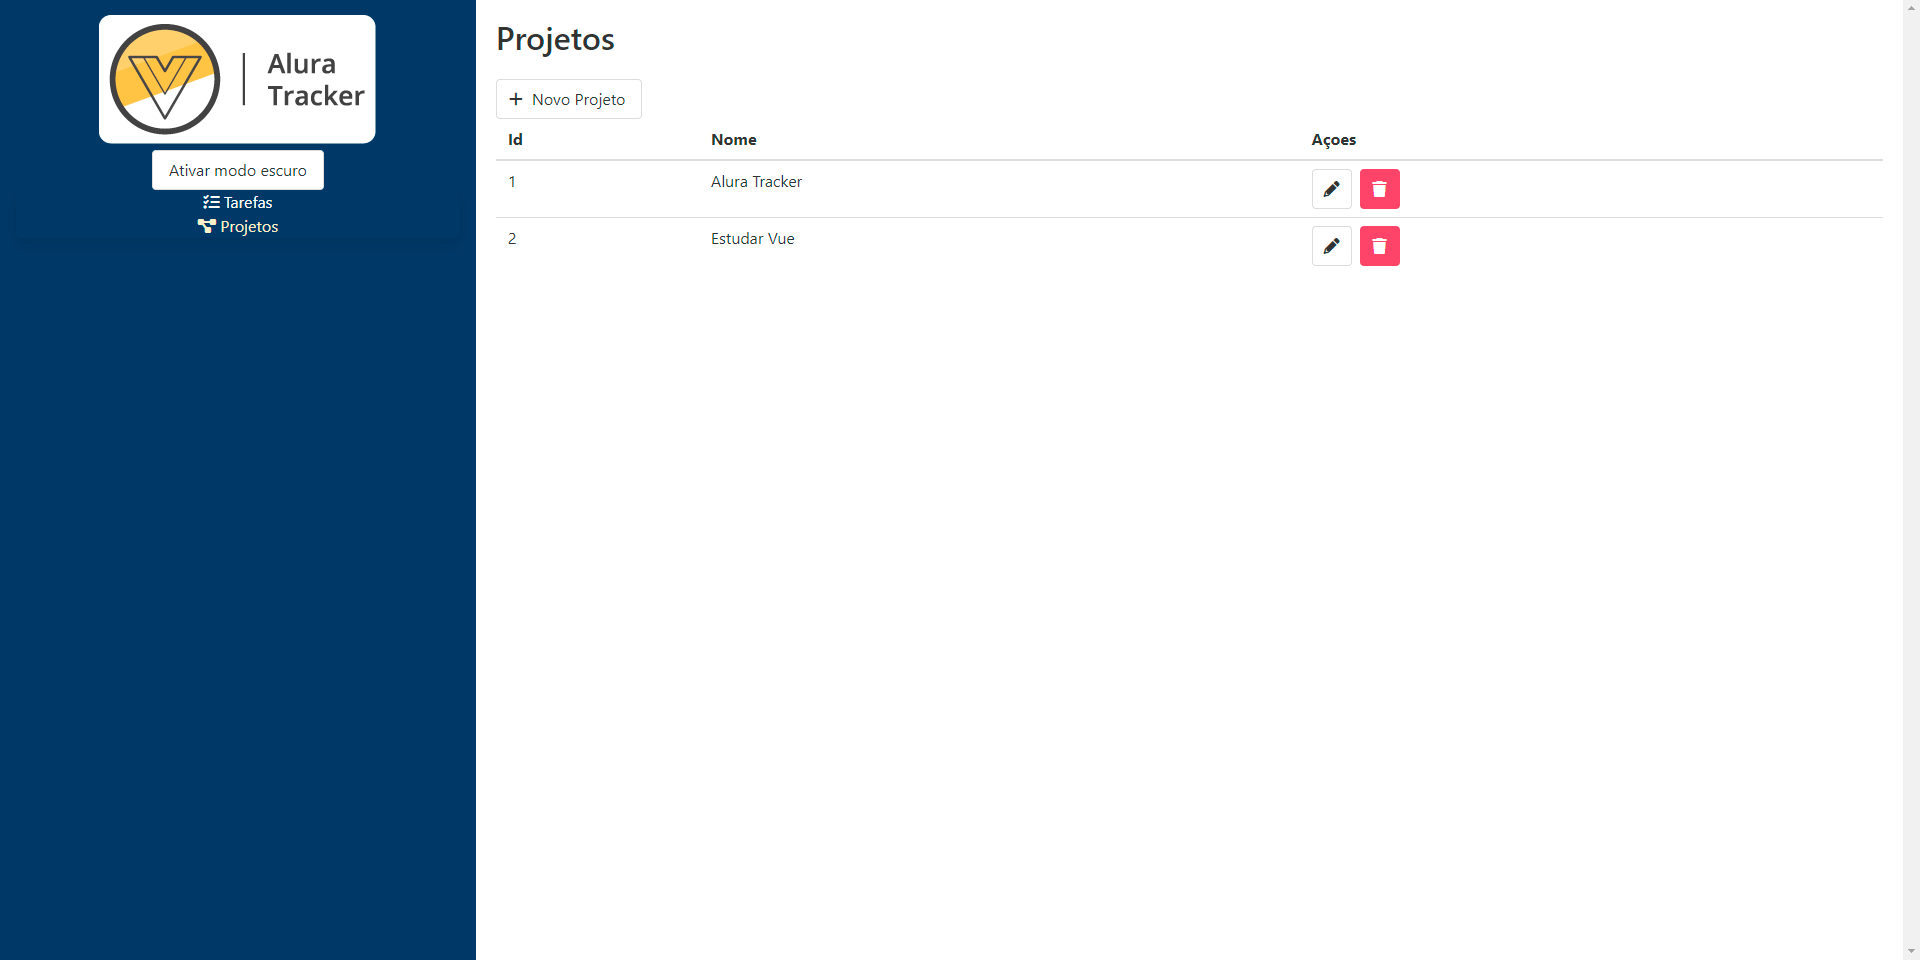 Alura
Tracker
Ativar modo escuro
Tarefas
Projetos
Projetos
+ Novo Projeto
Id Nome Açoes
1 Alura Tracker
2 Estudar Vue